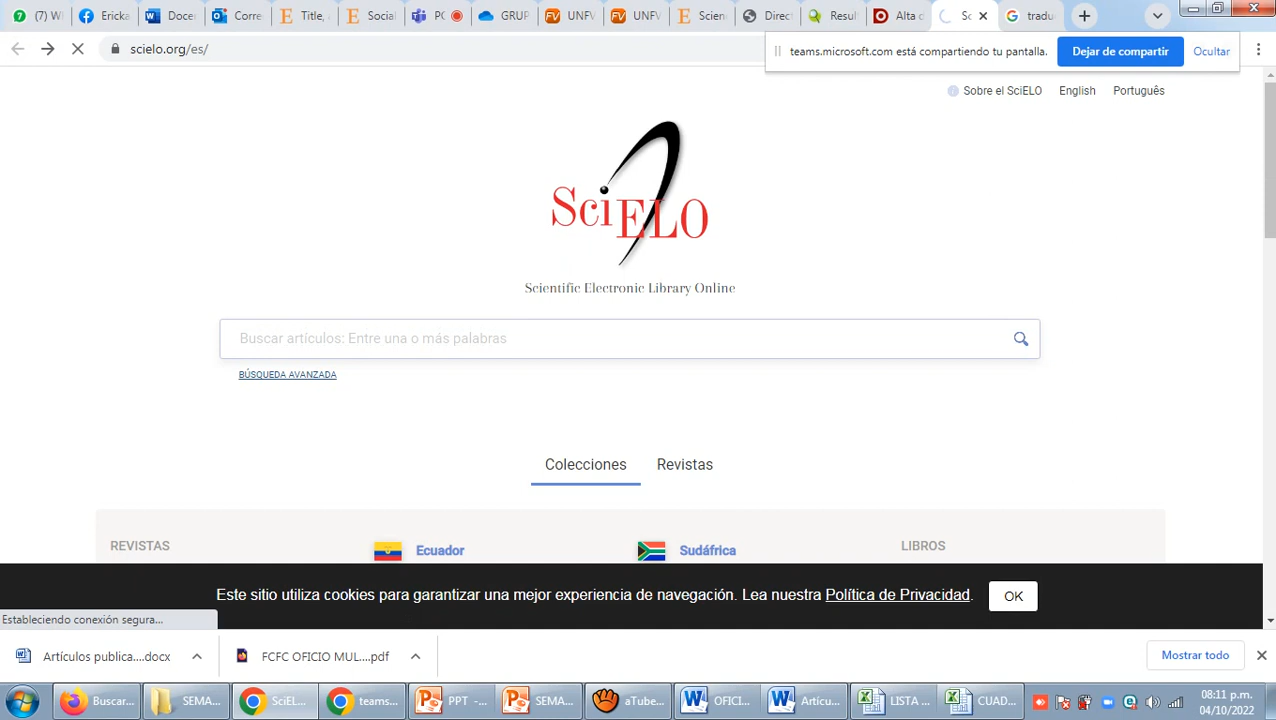 (7) W
Ericka
Docen
Corre
Title,
Social
PO
GRUP
UNFV
UNFV
Scien
Direct
Result
Alta d
Sc
tradu
scielo.org/es/
teams.microsoft.com está compartiendo tu pantalla.
Dejar de compartir
Ocultar
Sobre el SciELO English Português
SciELO
Scientific Electronic Library Online
Buscar artículos: Entre una o más palabras
BÚSQUEDA AVANZADA
Colecciones Revistas
REVISTAS Ecuador Sudáfrica LIBROS
Este sitio utiliza cookies para garantizar una mejor experiencia de navegación. Lea nuestra Política de Privacidad. OK
Estableciendo conexión segura...
Artículos publica....docx FCFC OFICIO MUL....pdf Mostrar todo
Buscar... SEMA... SciEL... teams... PPT -... SEMA... aTube... OFICI... Artícu... LISTA ... CUAD...
08:11 p.m.
04/10/2022